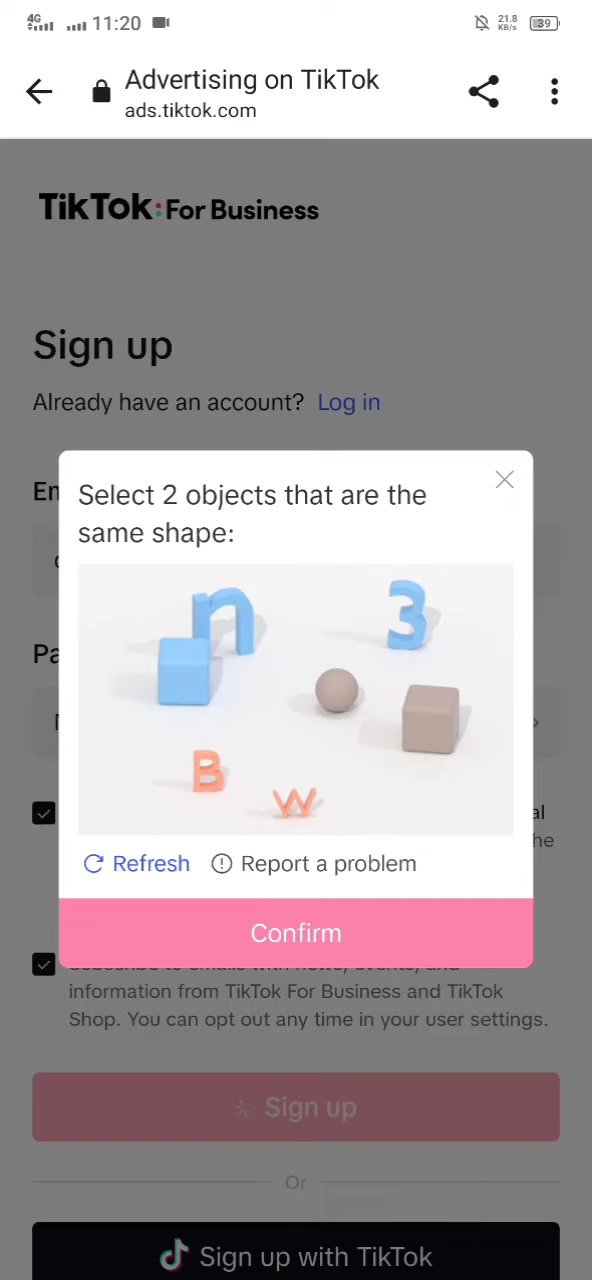 4G 11:20 21.8 KB/s 39
Advertising on TikTok
ads.tiktok.com
TikTok: For Business
Sign up
Already have an account? Log in
Select 2 objects that are the
same shape:
n 3
B
W
Refresh Report a problem
Confirm
information from TikTok For Business and TikTok
Shop. You can opt out any time in your user settings.
Sign up
Or
Sign up with TikTok